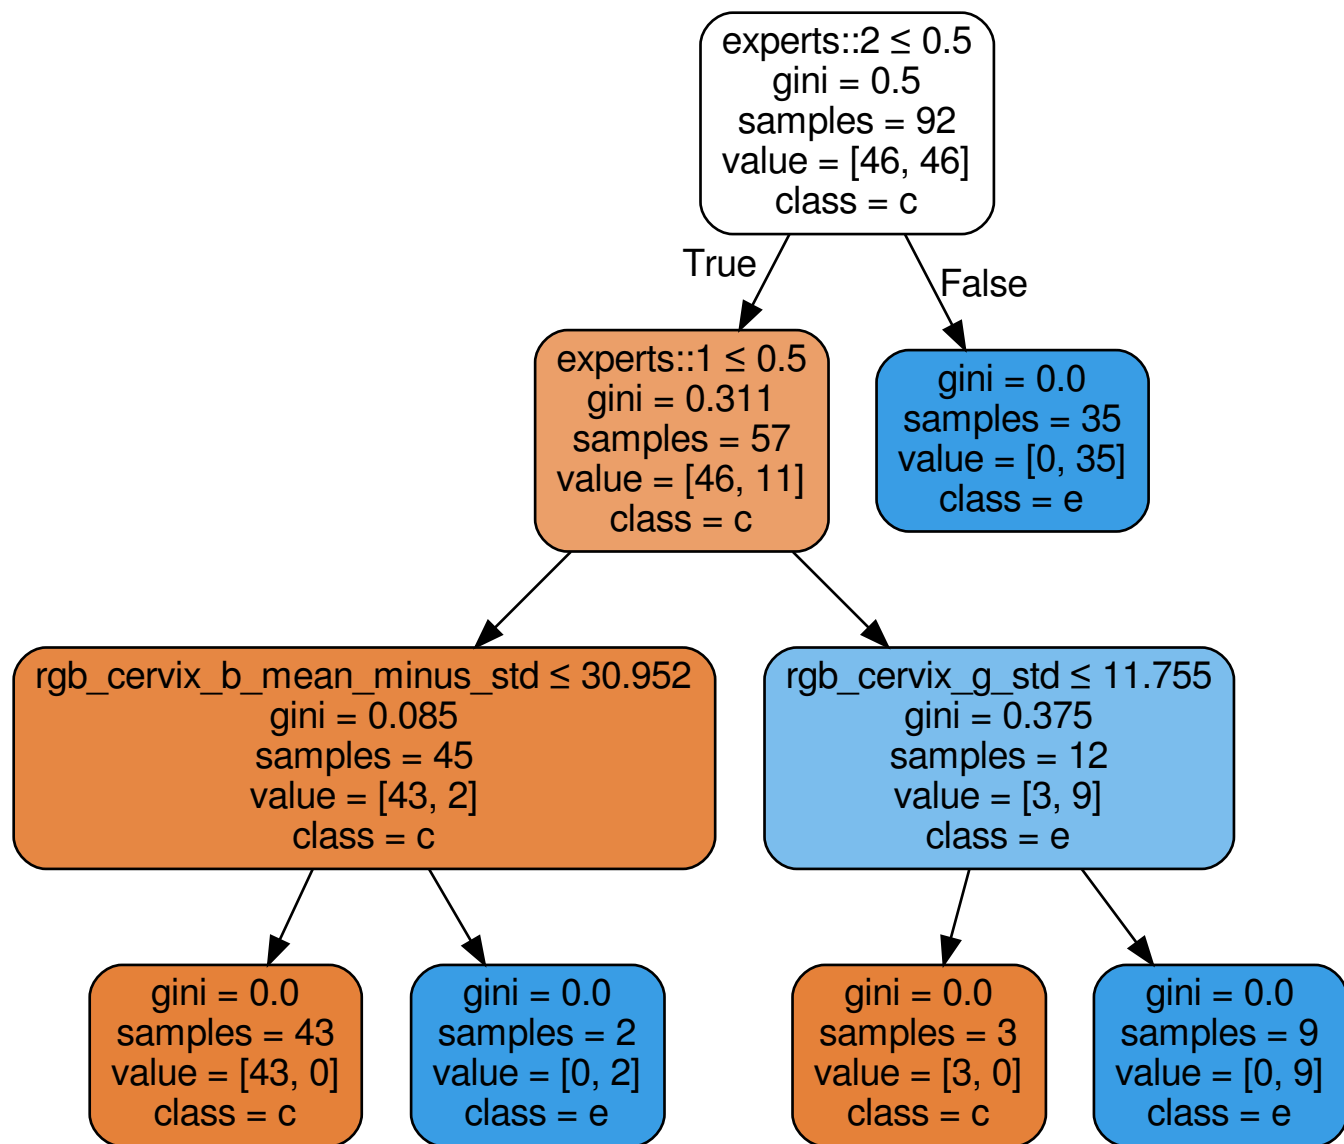 experts::2 ≤ 0.5
gini = 0.5
samples = 92
value = [46, 46]
class = c
True
False
experts::1 ≤ 0.5
gini = 0.311
samples = 57
value = [46, 11]
class = c
gini = 0.0
samples = 35
value = [0, 35]
class = e
rgb_cervix_b_mean_minus_std ≤ 30.952
gini = 0.085
samples = 45
value = [43, 2]
class = c
rgb_cervix_g_std ≤ 11.755
gini = 0.375
samples = 12
value = [3, 9]
class = e
gini = 0.0
samples = 43
value = [43, 0]
class = c
gini = 0.0
samples = 2
value = [0, 2]
class = e
gini = 0.0
samples = 3
value = [3, 0]
class = c
gini = 0.0
samples = 9
value = [0, 9]
class = e